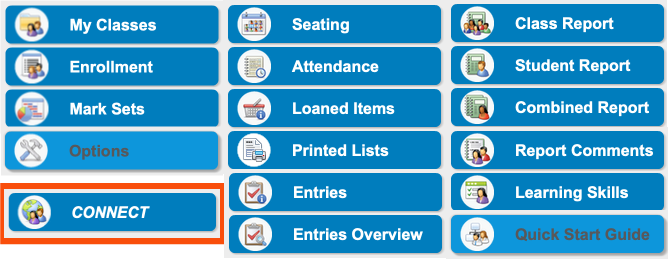 My Classes
Enrollment
Mark Sets
Options
CONNECT
Seating
Attendance
Loaned Items
Printed Lists
Entries
Entries Overview
Class Report
Student Report
Combined Report
Report Comments
Learning Skills
Quick Start Guide